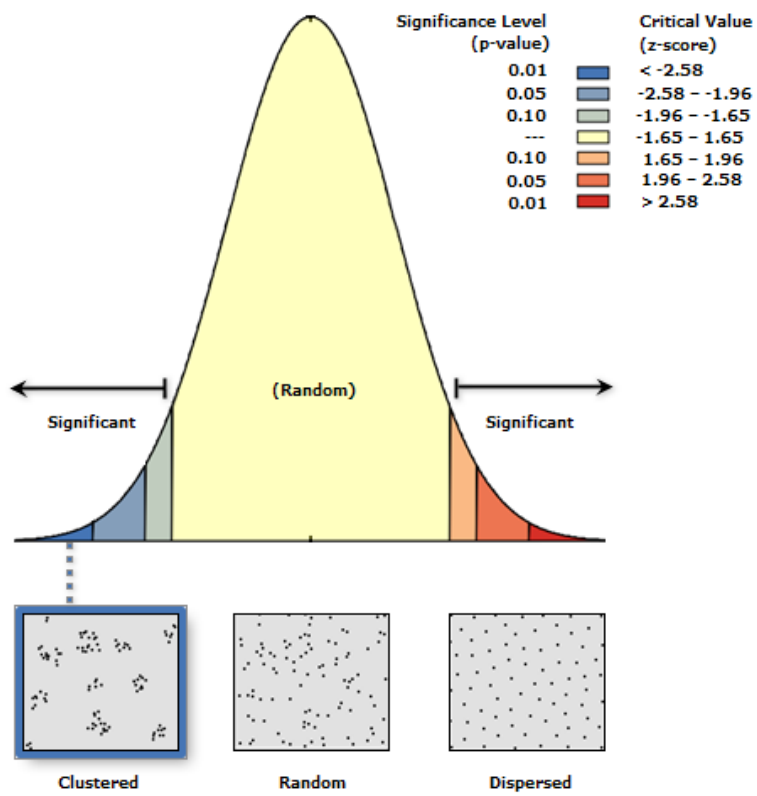 Significance Level Critical Value
(p-value) (z-score)
0.01 < -2.58
0.05 -2.58 – -1.96
0.10 -1.96 – -1.65
--- -1.65 – 1.65
0.10 1.65 – 1.96
0.05 1.96 – 2.58
0.01 > 2.58
(Random)
Significant Significant
Clustered Random Dispersed